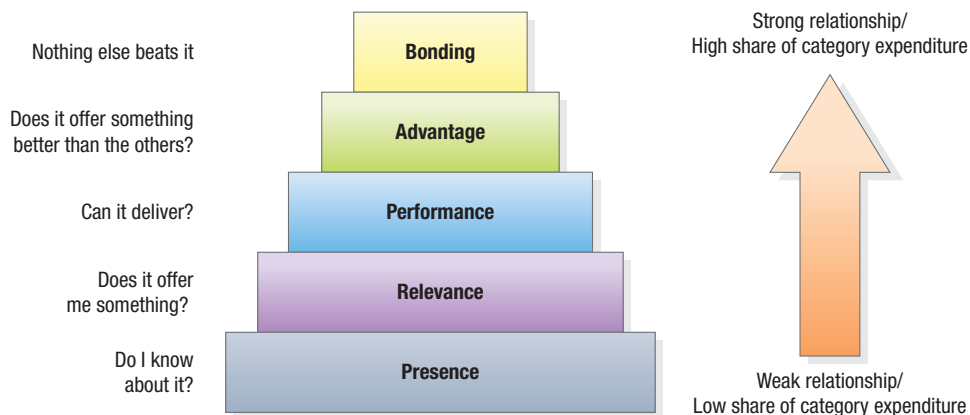 Nothing else beats it
Bonding
Strong relationship/
High share of category expenditure
Does it offer something
better than the others?
Advantage
Can it deliver?
Performance
Does it offer
me something?
Relevance
Do I know
about it?
Presence
Weak relationship/
Low share of category expenditure